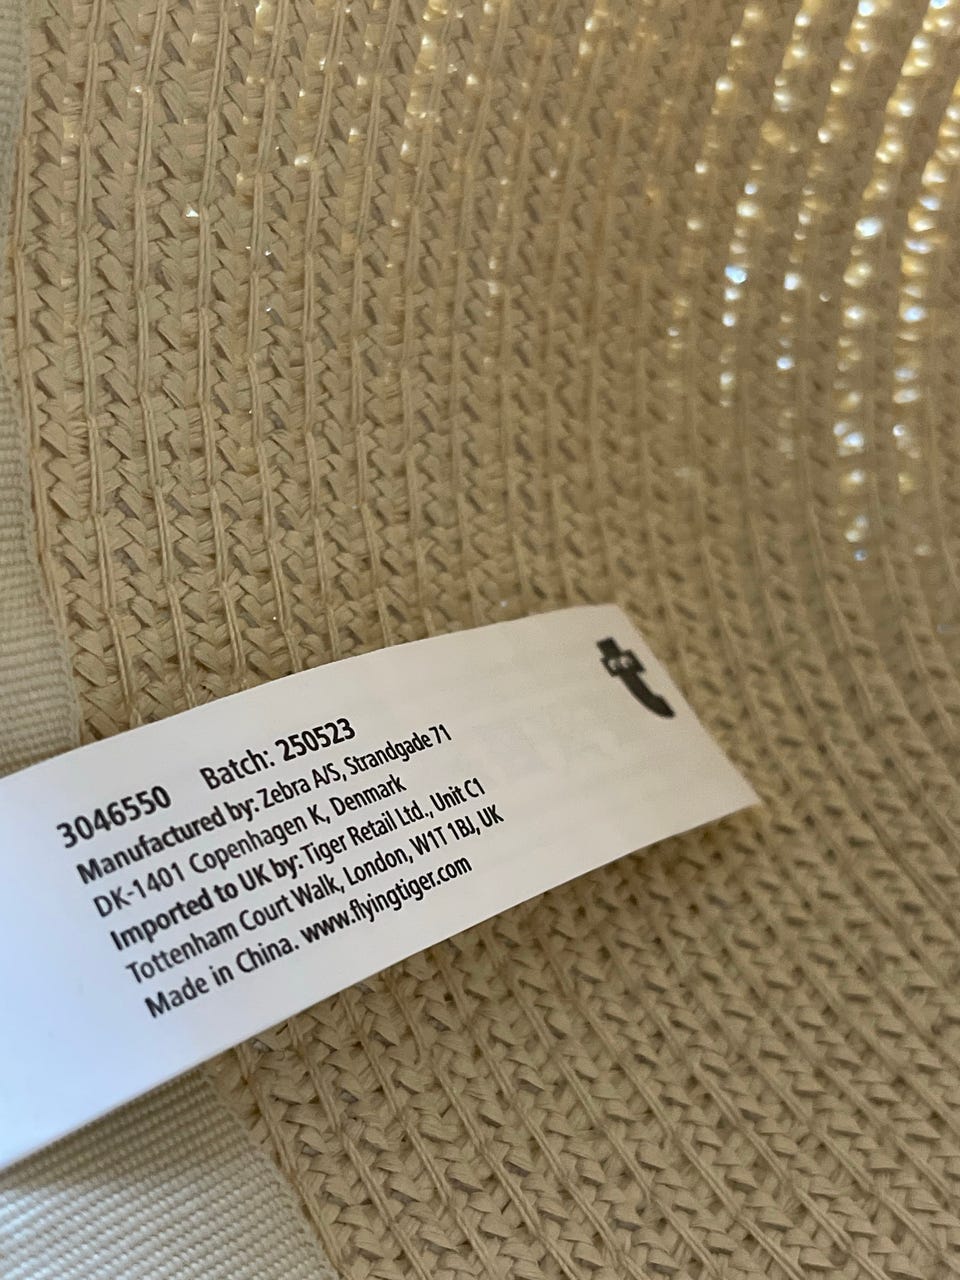 3046550 Batch: 250523
Manufactured by: Zebra A/S, Strandgade 71
DK-1401 Copenhagen K, Denmark
Imported to UK by: Tiger Retail Ltd., Unit C1
Tottenham Court Walk, London, W1T 1BJ, UK
Made in China. www.flyingtiger.com